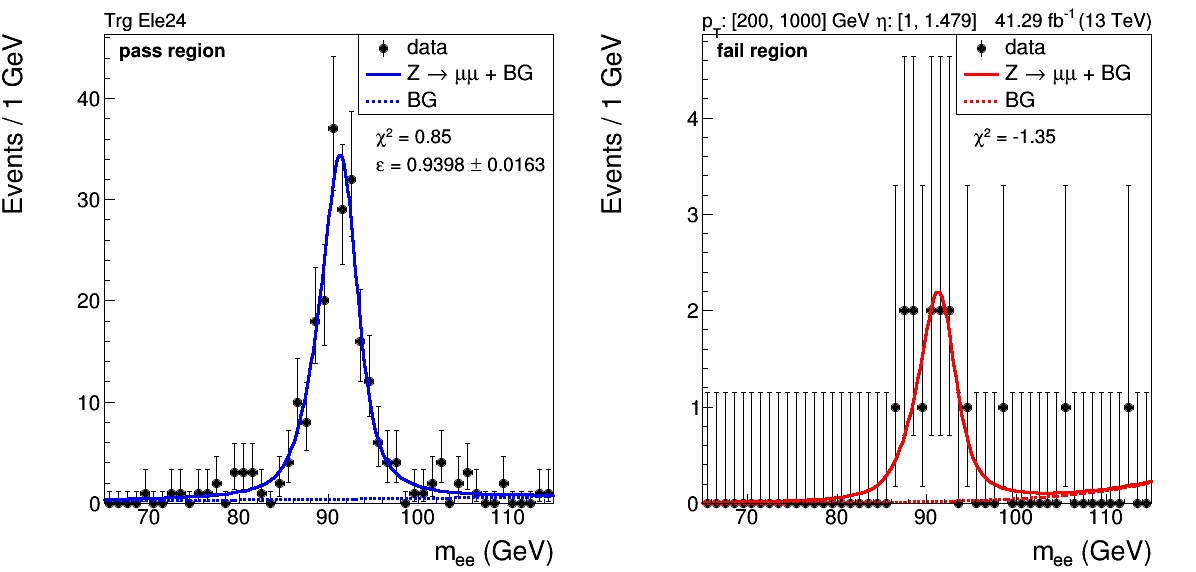 Trg Ele24
pass region
data
Z → μμ + BG
BG
χ² = 0.85
ε = 0.9398 ± 0.0163
Events / 1 GeV
40
30
20
10
0
70 80 90 100 110
m_ee (GeV)
p_T: [200, 1000] GeV η: [1, 1.479] 41.29 fb⁻¹ (13 TeV)
fail region
data
Z → μμ + BG
BG
χ² = -1.35
Events / 1 GeV
4
3
2
1
0
70 80 90 100 110
m_ee (GeV)